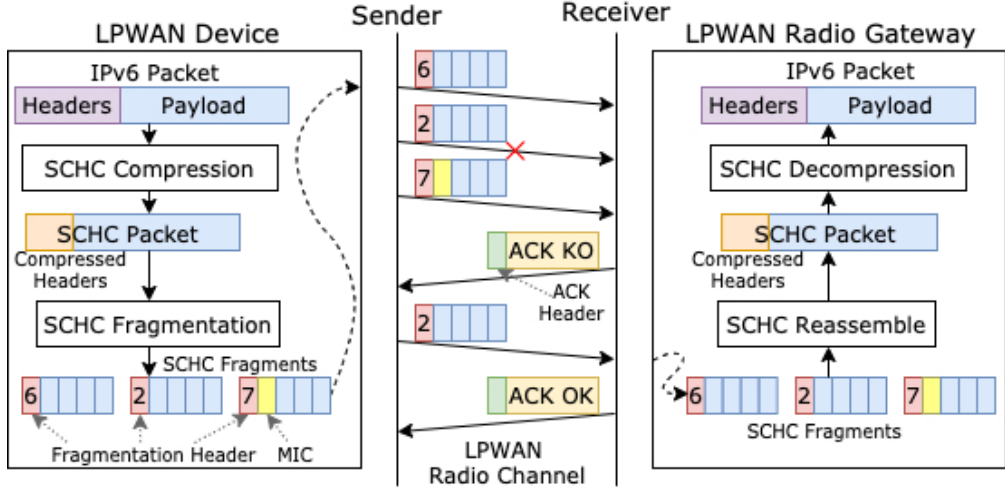 Sender
Receiver
LPWAN Device
IPv6 Packet
Headers
Payload
SCHC Compression
SCHC Packet
Compressed
Headers
SCHC Fragmentation
SCHC Fragments
6
2
7
Fragmentation Header
MIC
6
2
7
ACK KO
ACK
Header
2
ACK OK
LPWAN
Radio Channel
LPWAN Radio Gateway
IPv6 Packet
Headers
Payload
SCHC Decompression
SCHC Packet
Compressed
Headers
SCHC Reassemble
6
2
7
SCHC Fragments